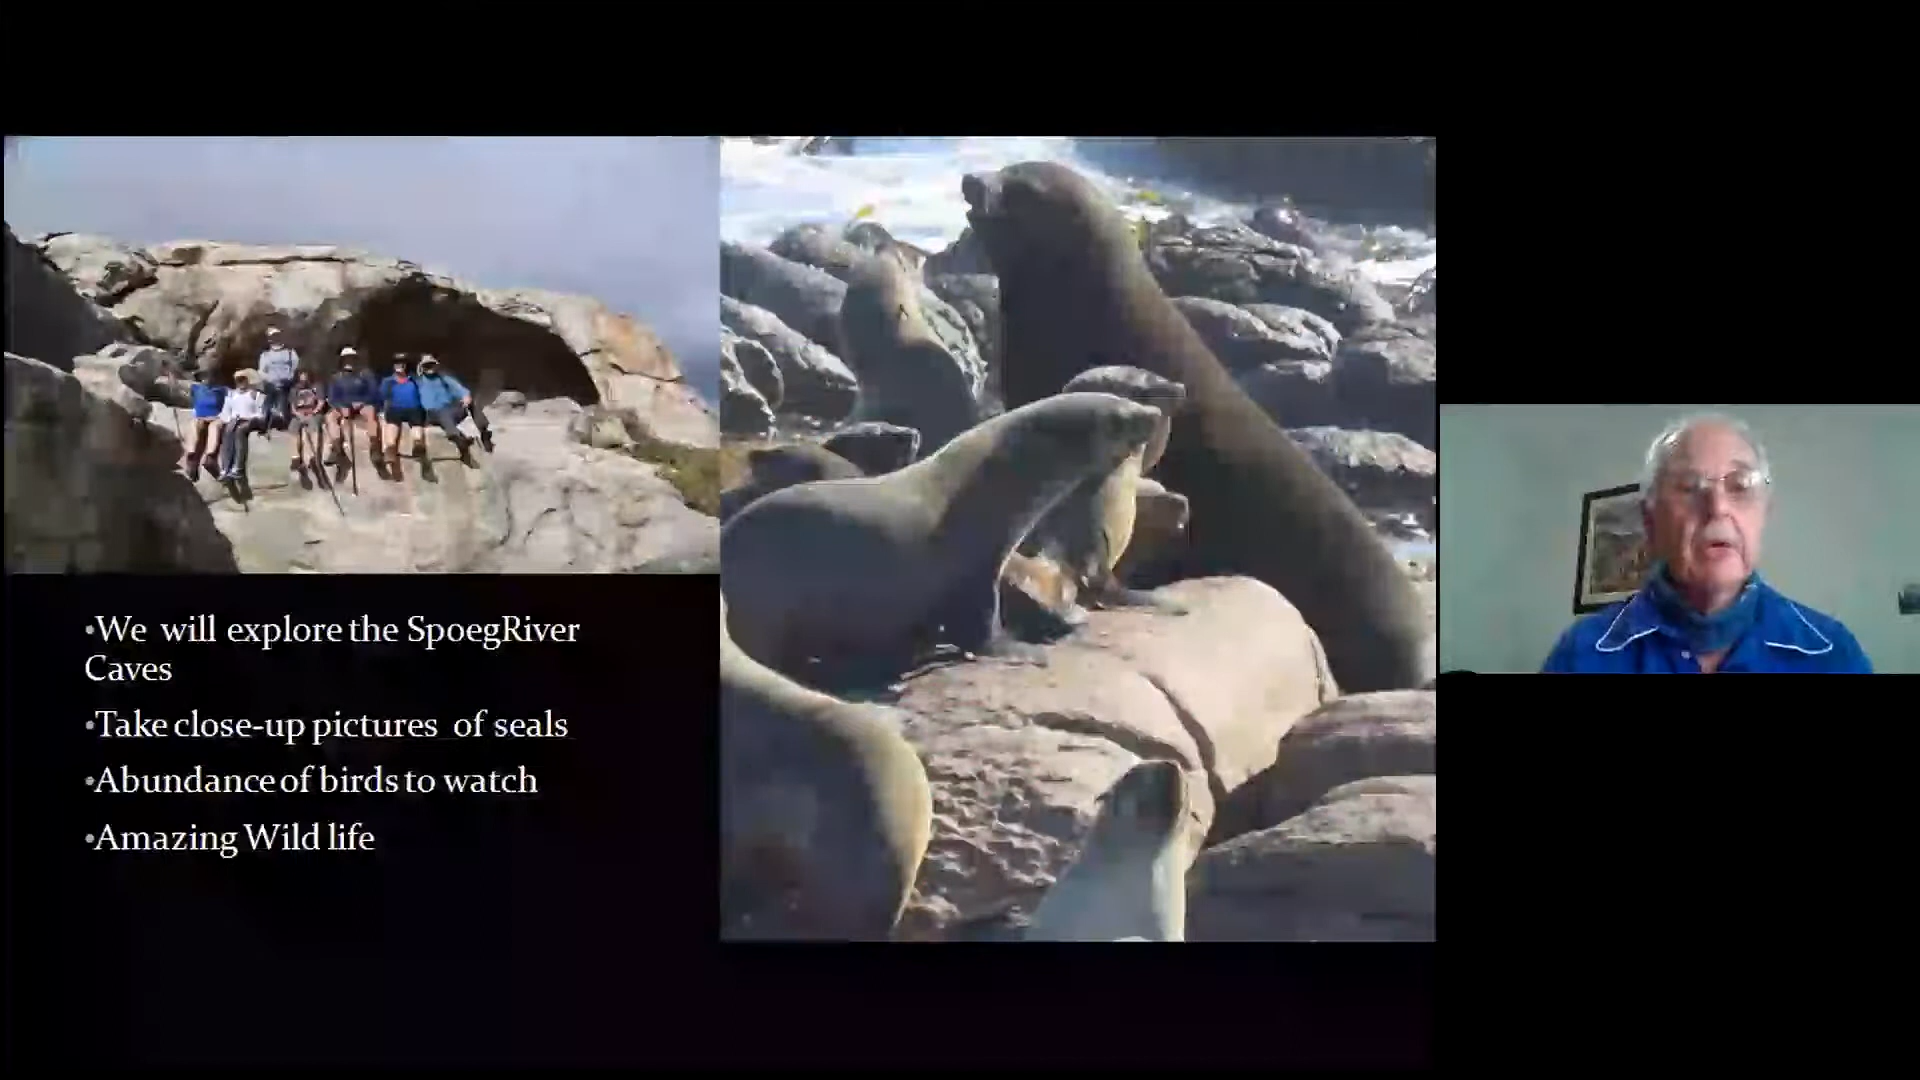 •We will explore the SpoegRiver
Caves
•Take close-up pictures of seals
•Abundance of birds to watch
•Amazing Wild life